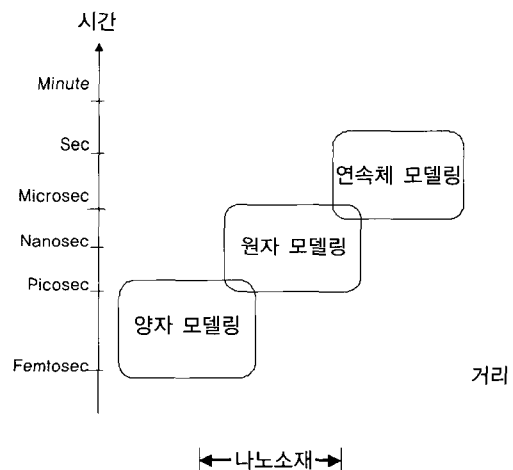 시간
Minute
Sec
연속체 모델링
Microsec
원자 모델링
Nanosec
Picosec
양자 모델링
Femtosec
거리
나노소재